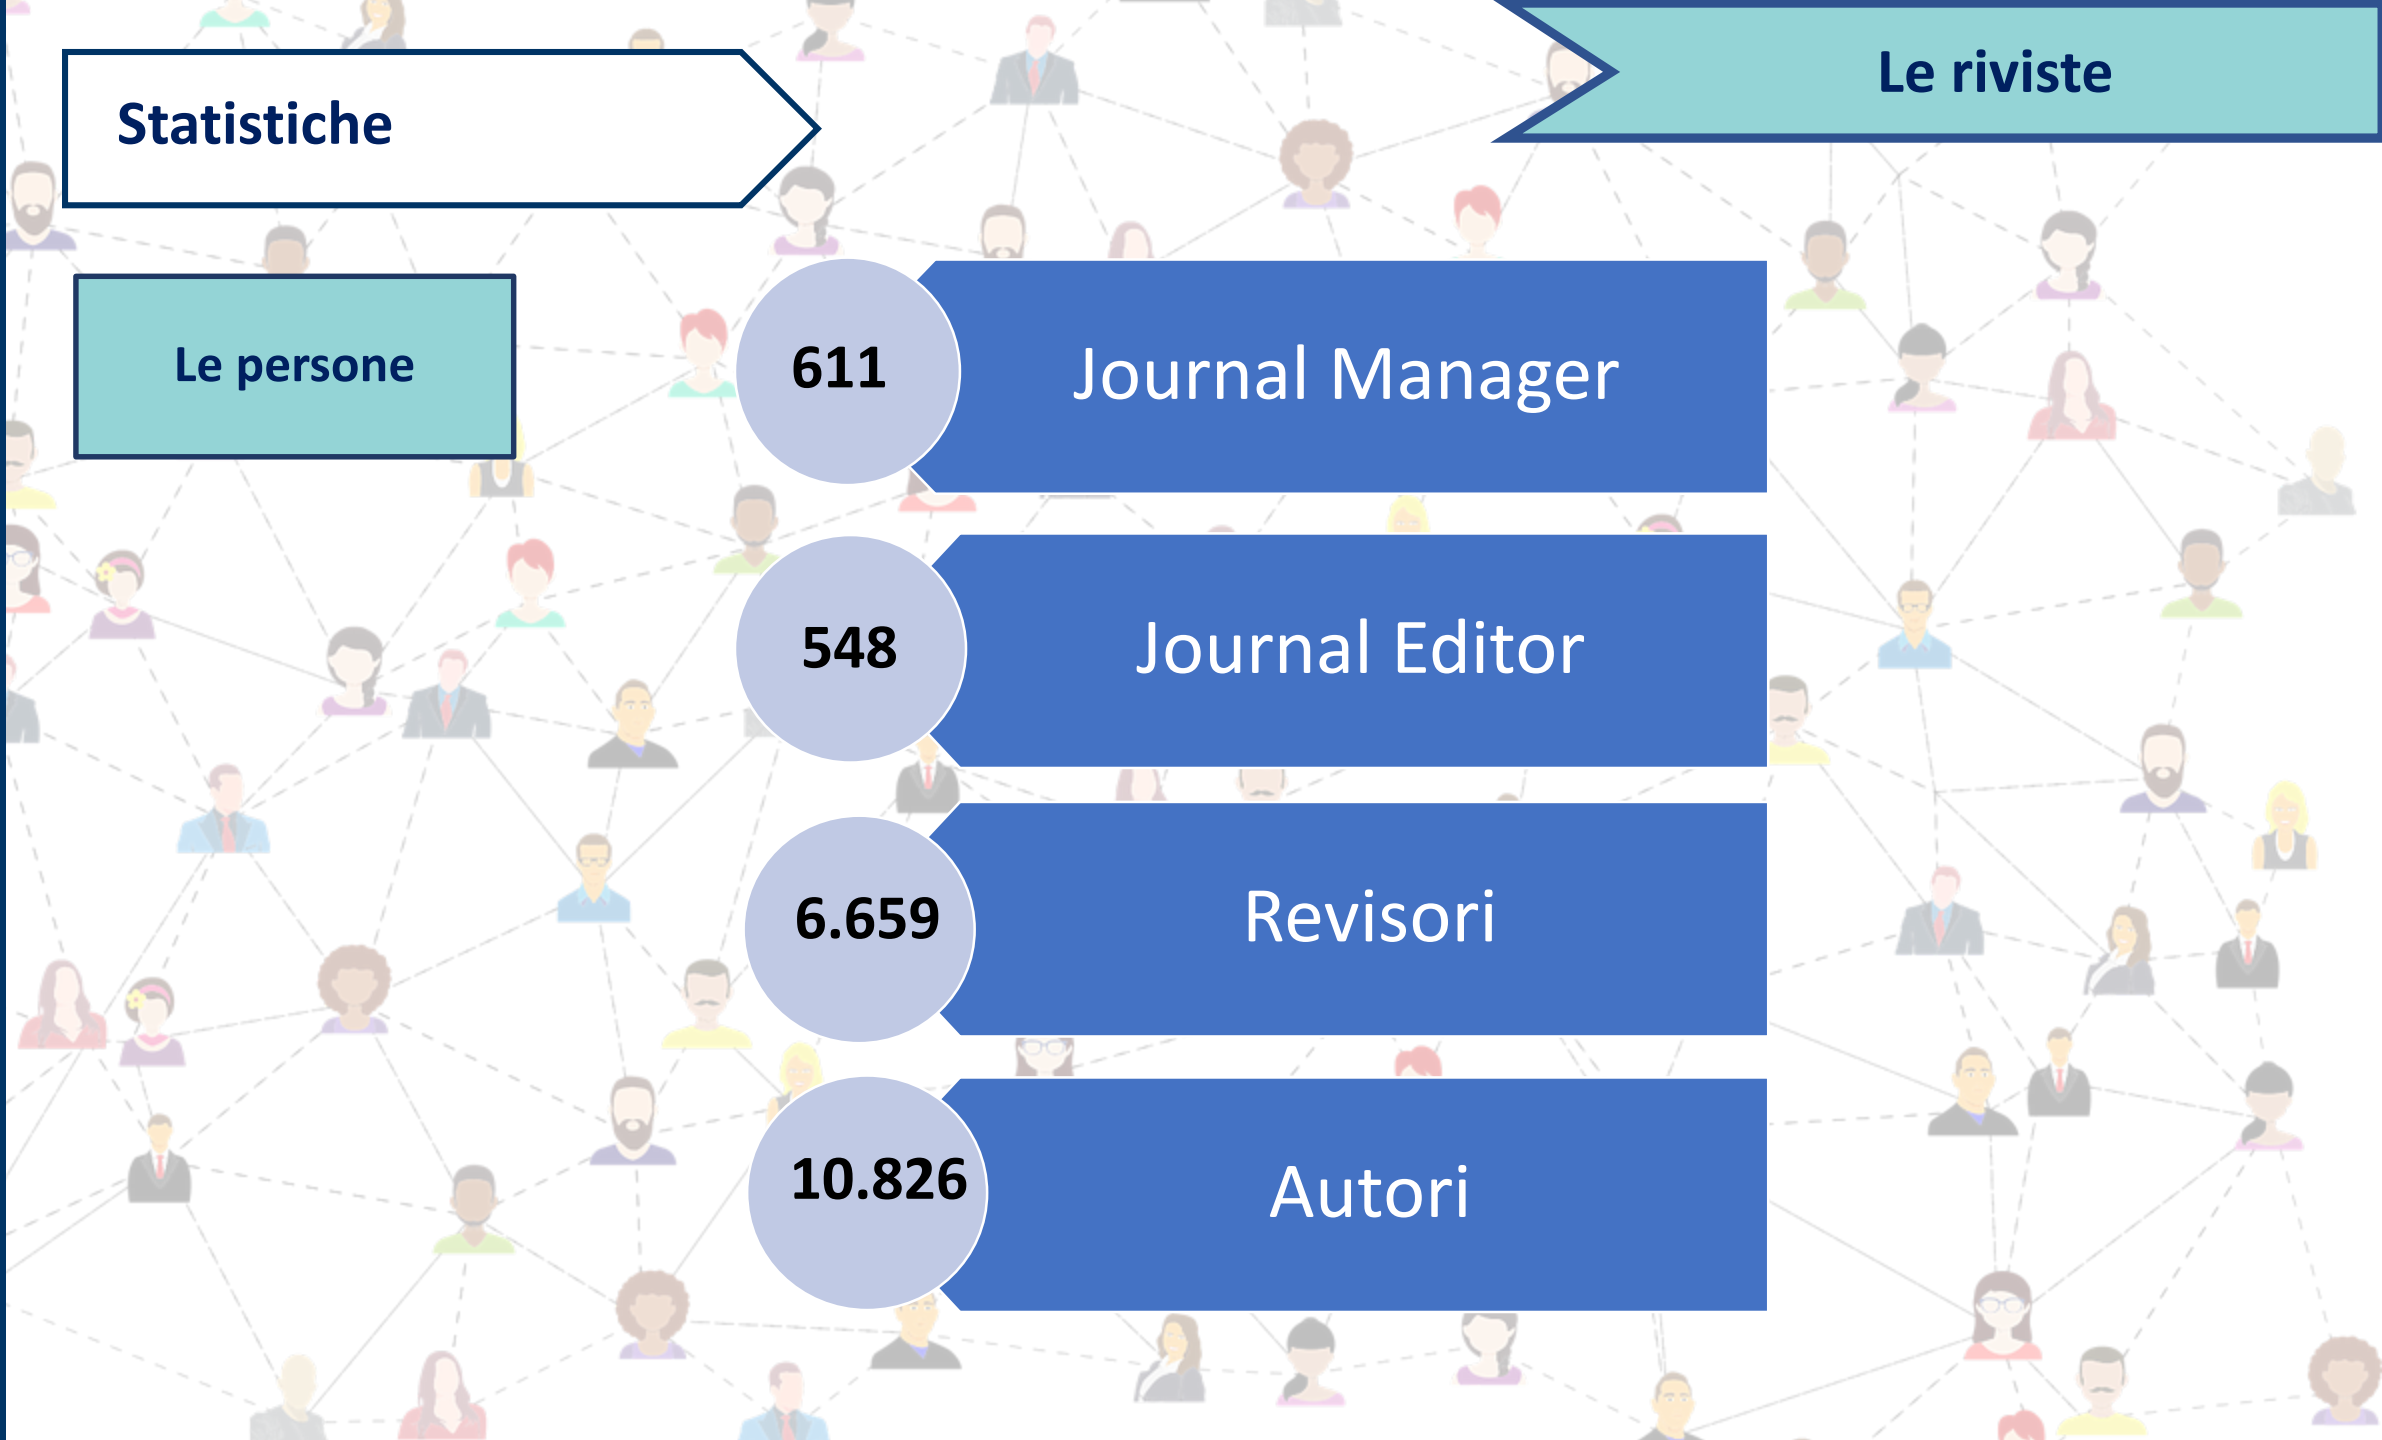 Le riviste
Statistiche
Le persone
611
Journal Manager
548
Journal Editor
6.659
Revisori
10.826
Autori